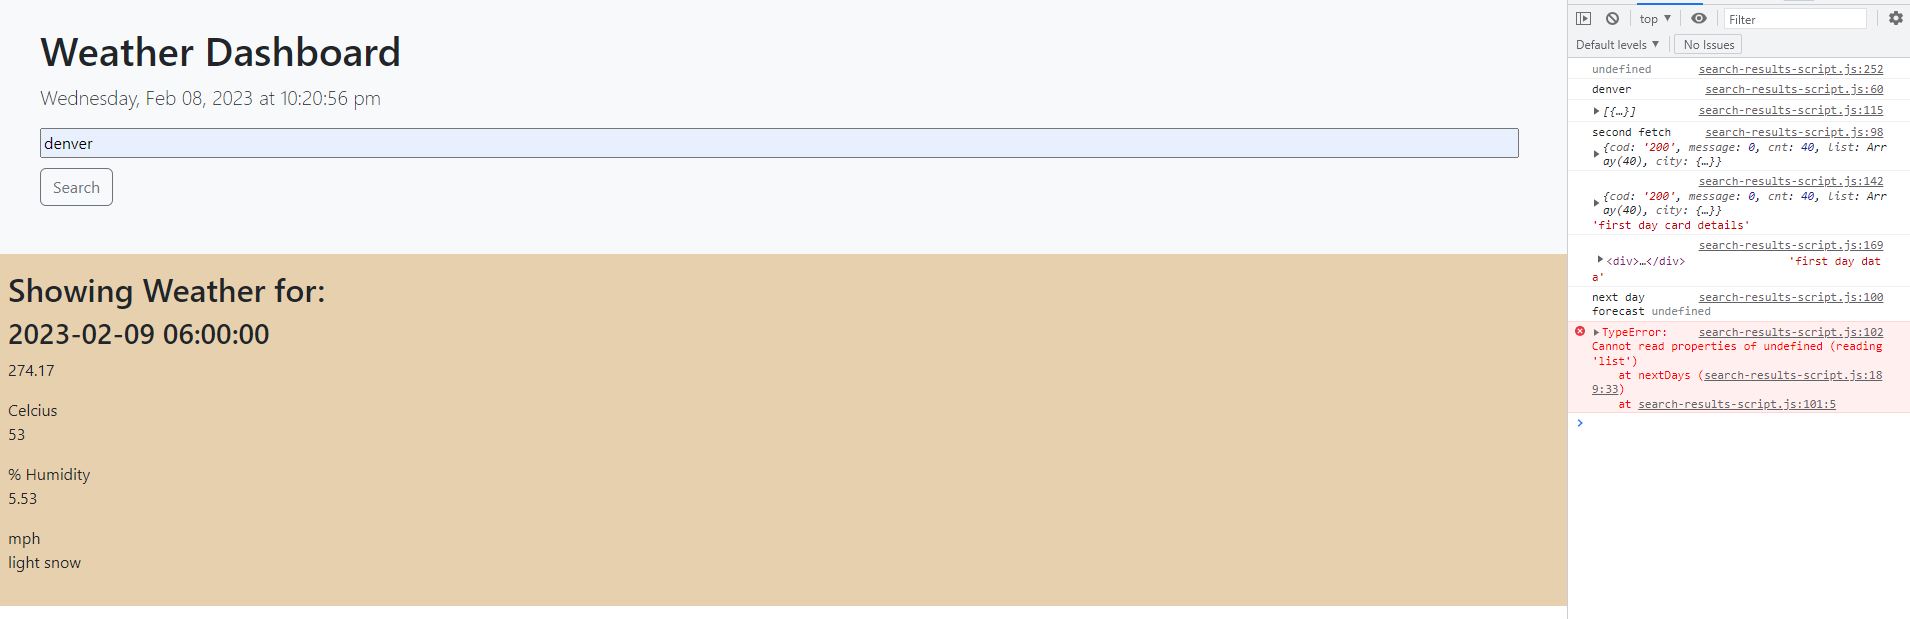 Weather Dashboard
Wednesday, Feb 08, 2023 at 10:20:56 pm
denver
Search
Showing Weather for:
2023-02-09 06:00:00
274.17
Celcius
53
% Humidity
5.53
mph
light snow
top ▼
Filter
Default levels ▼
No Issues
undefined search-results-script.js:252
denver search-results-script.js:60
▶[{…}] search-results-script.js:115
second fetch search-results-script.js:98
{cod: '200', message: 0, cnt: 40, list: Arr
▶ay(40), city: {…}}
search-results-script.js:142
{cod: '200', message: 0, cnt: 40, list: Arr
▶ay(40), city: {…}}
'first day card details'
search-results-script.js:169
▶<div>…</div> 'first day dat
a'
next day search-results-script.js:100
forecast undefined
▶TypeError: search-results-script.js:102
Cannot read properties of undefined (reading
'list')
at nextDays (search-results-script.js:18
9:33)
at search-results-script.js:101:5
>